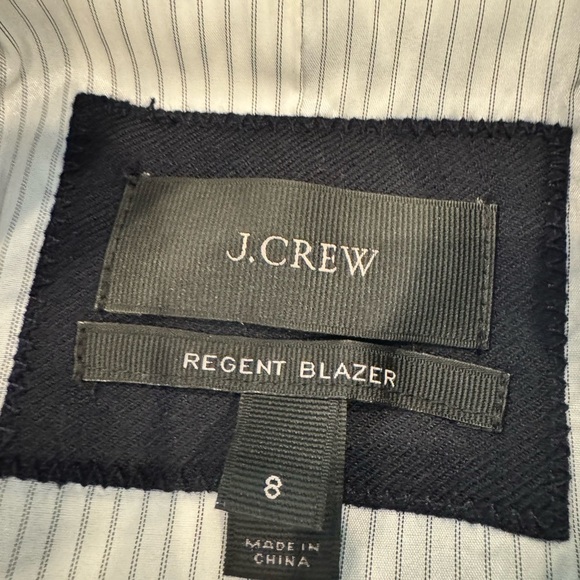 J.CREW
REGENT BLAZER
8
MADE IN
CHINA